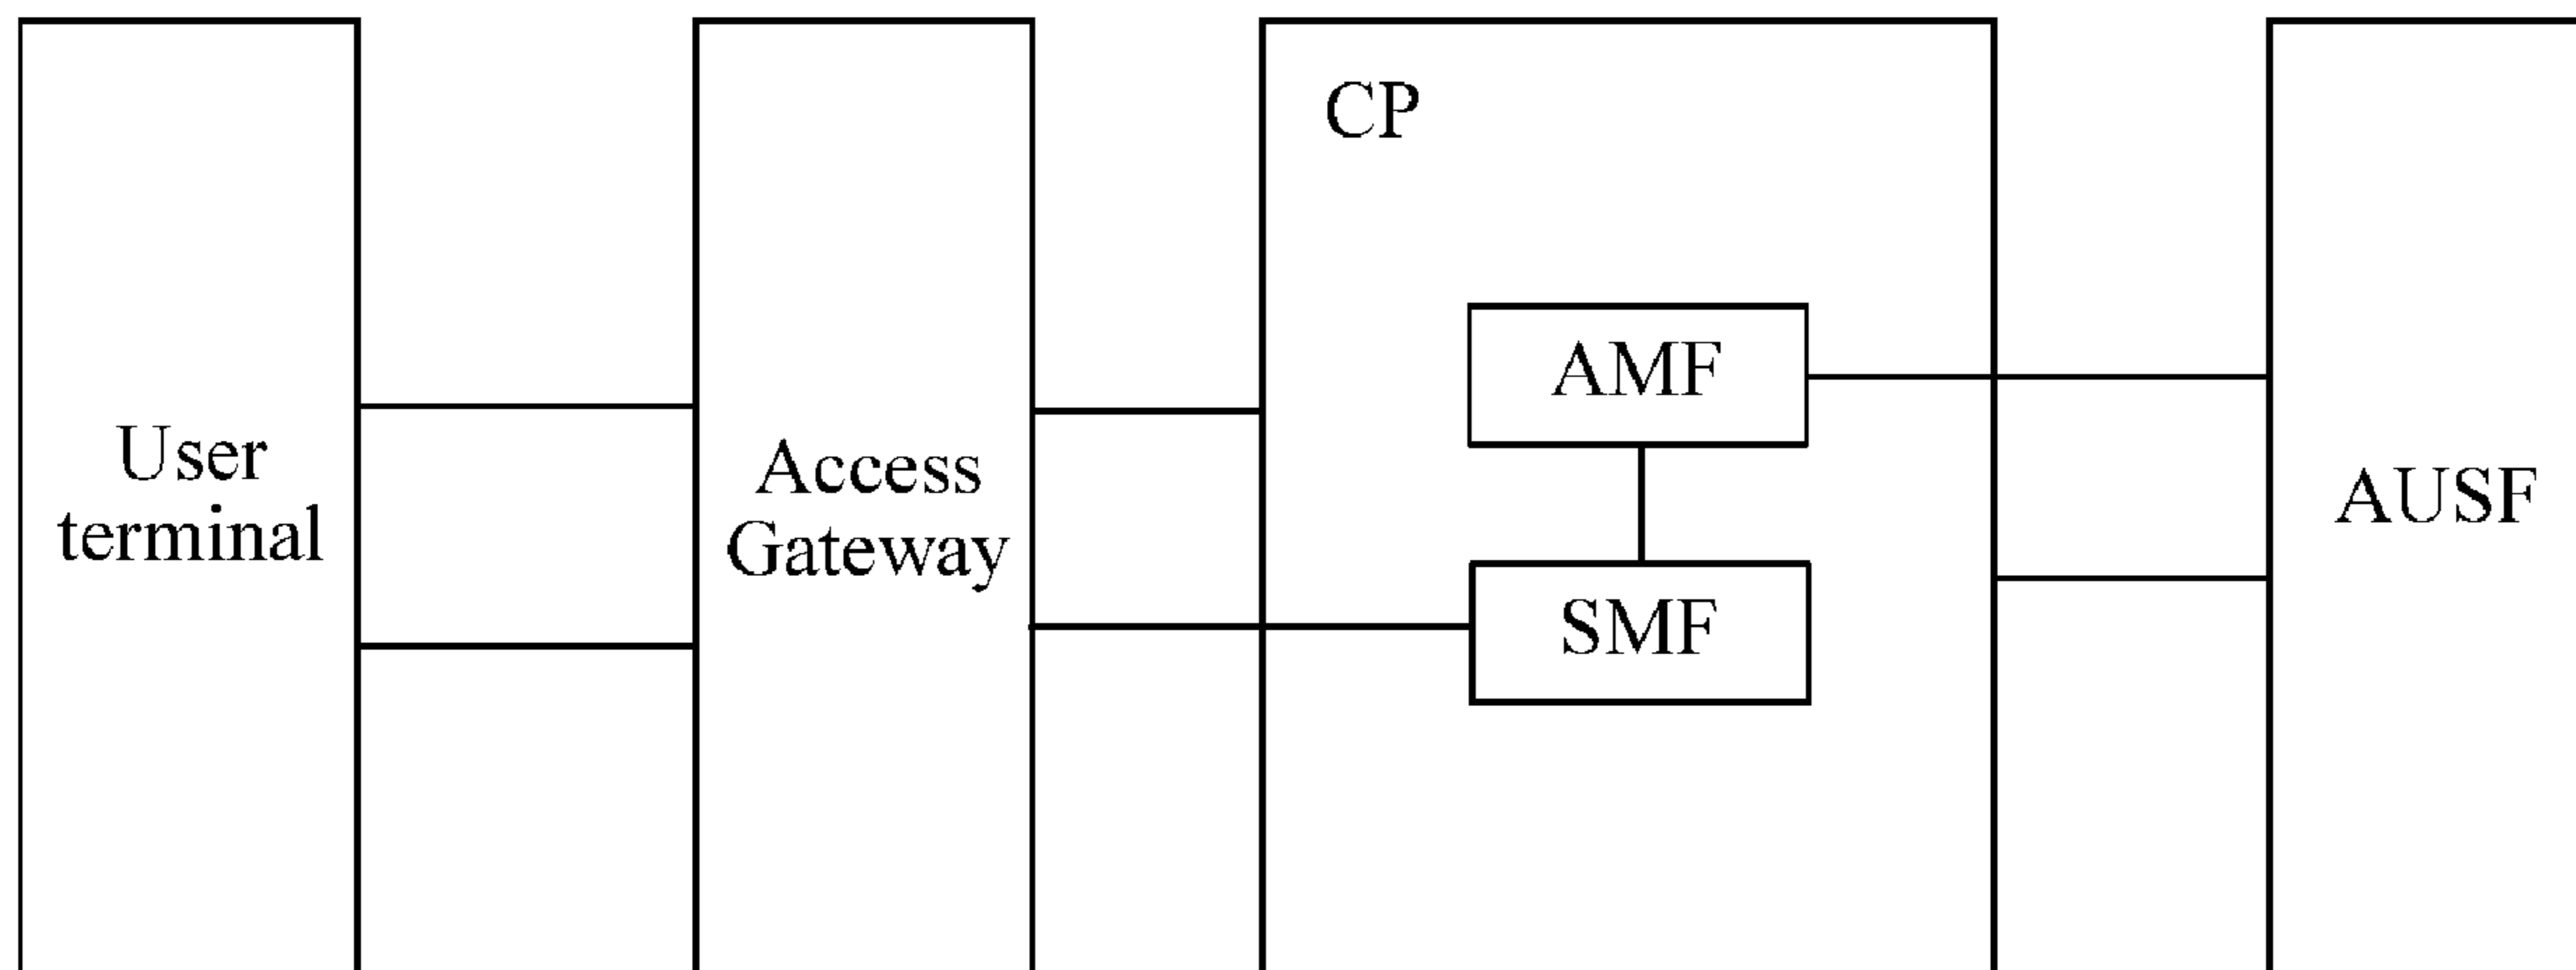 User
terminal
Access
Gateway
CP
AMF
SMF
AUSF